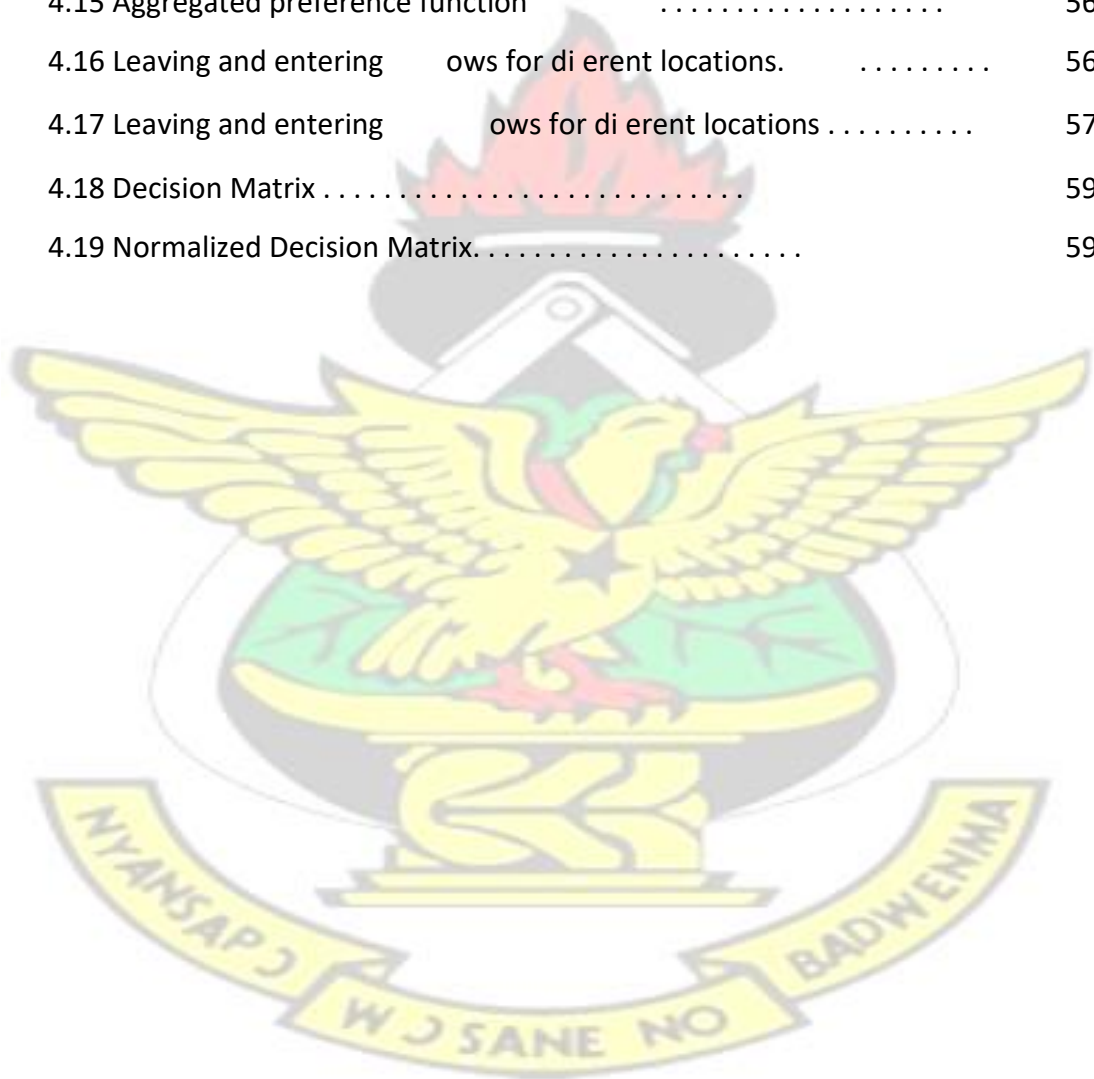 4.15 Aggregated preference function . . . . . . . . . . . . . . . . . . . 56
4.16 Leaving and entering ows for di erent locations. . . . . . . . . . 56
4.17 Leaving and entering ows for di erent locations . . . . . . . . . . 57
4.18 Decision Matrix . . . . . . . . . . . . . . . . . . . . . . . . . . . . 59
4.19 Normalized Decision Matrix. . . . . . . . . . . . . . . . . . . . . . 59
NYANSAPƆ
WƆSANE NO
BADWENMA